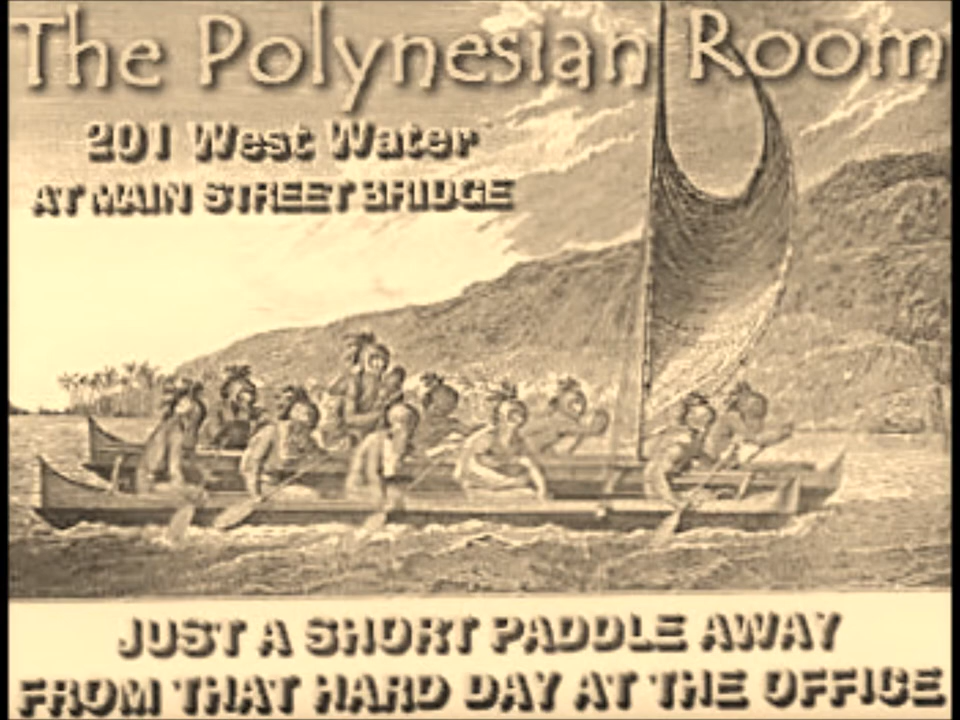 The Polynesian Room
201 West Water
AT MAIN STREET BRIDGE
JUST A SHORT PADDLE AWAY
FROM THAT HARD DAY AT THE OFFICE